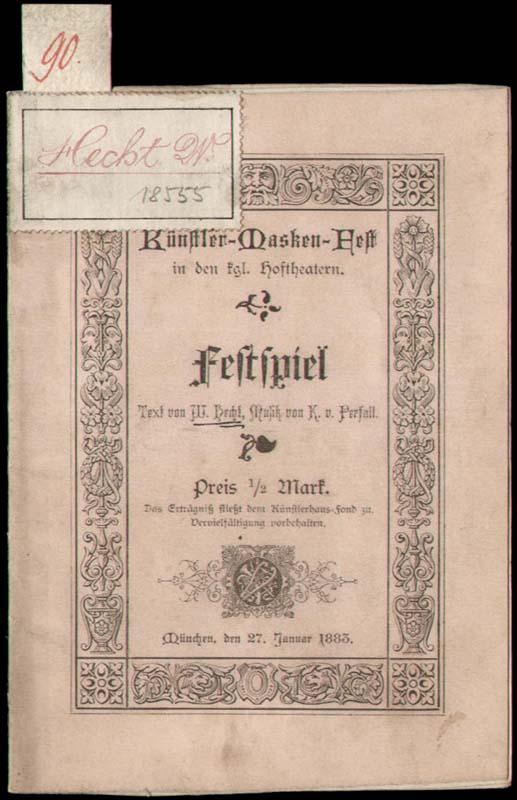 90.
Hecht W.
18555
Künstler-Masken-Fest
in den kgl. Hoftheatern.
Festspiel
Text von W. Hecht, Musik von K. v. Perfall.
Preis 1/2 Mark.
Das Erträgniß fließt dem Künstlerhaus-Fond zu.
Vervielfältigung vorbehalten.
München, den 27. Januar 1883.